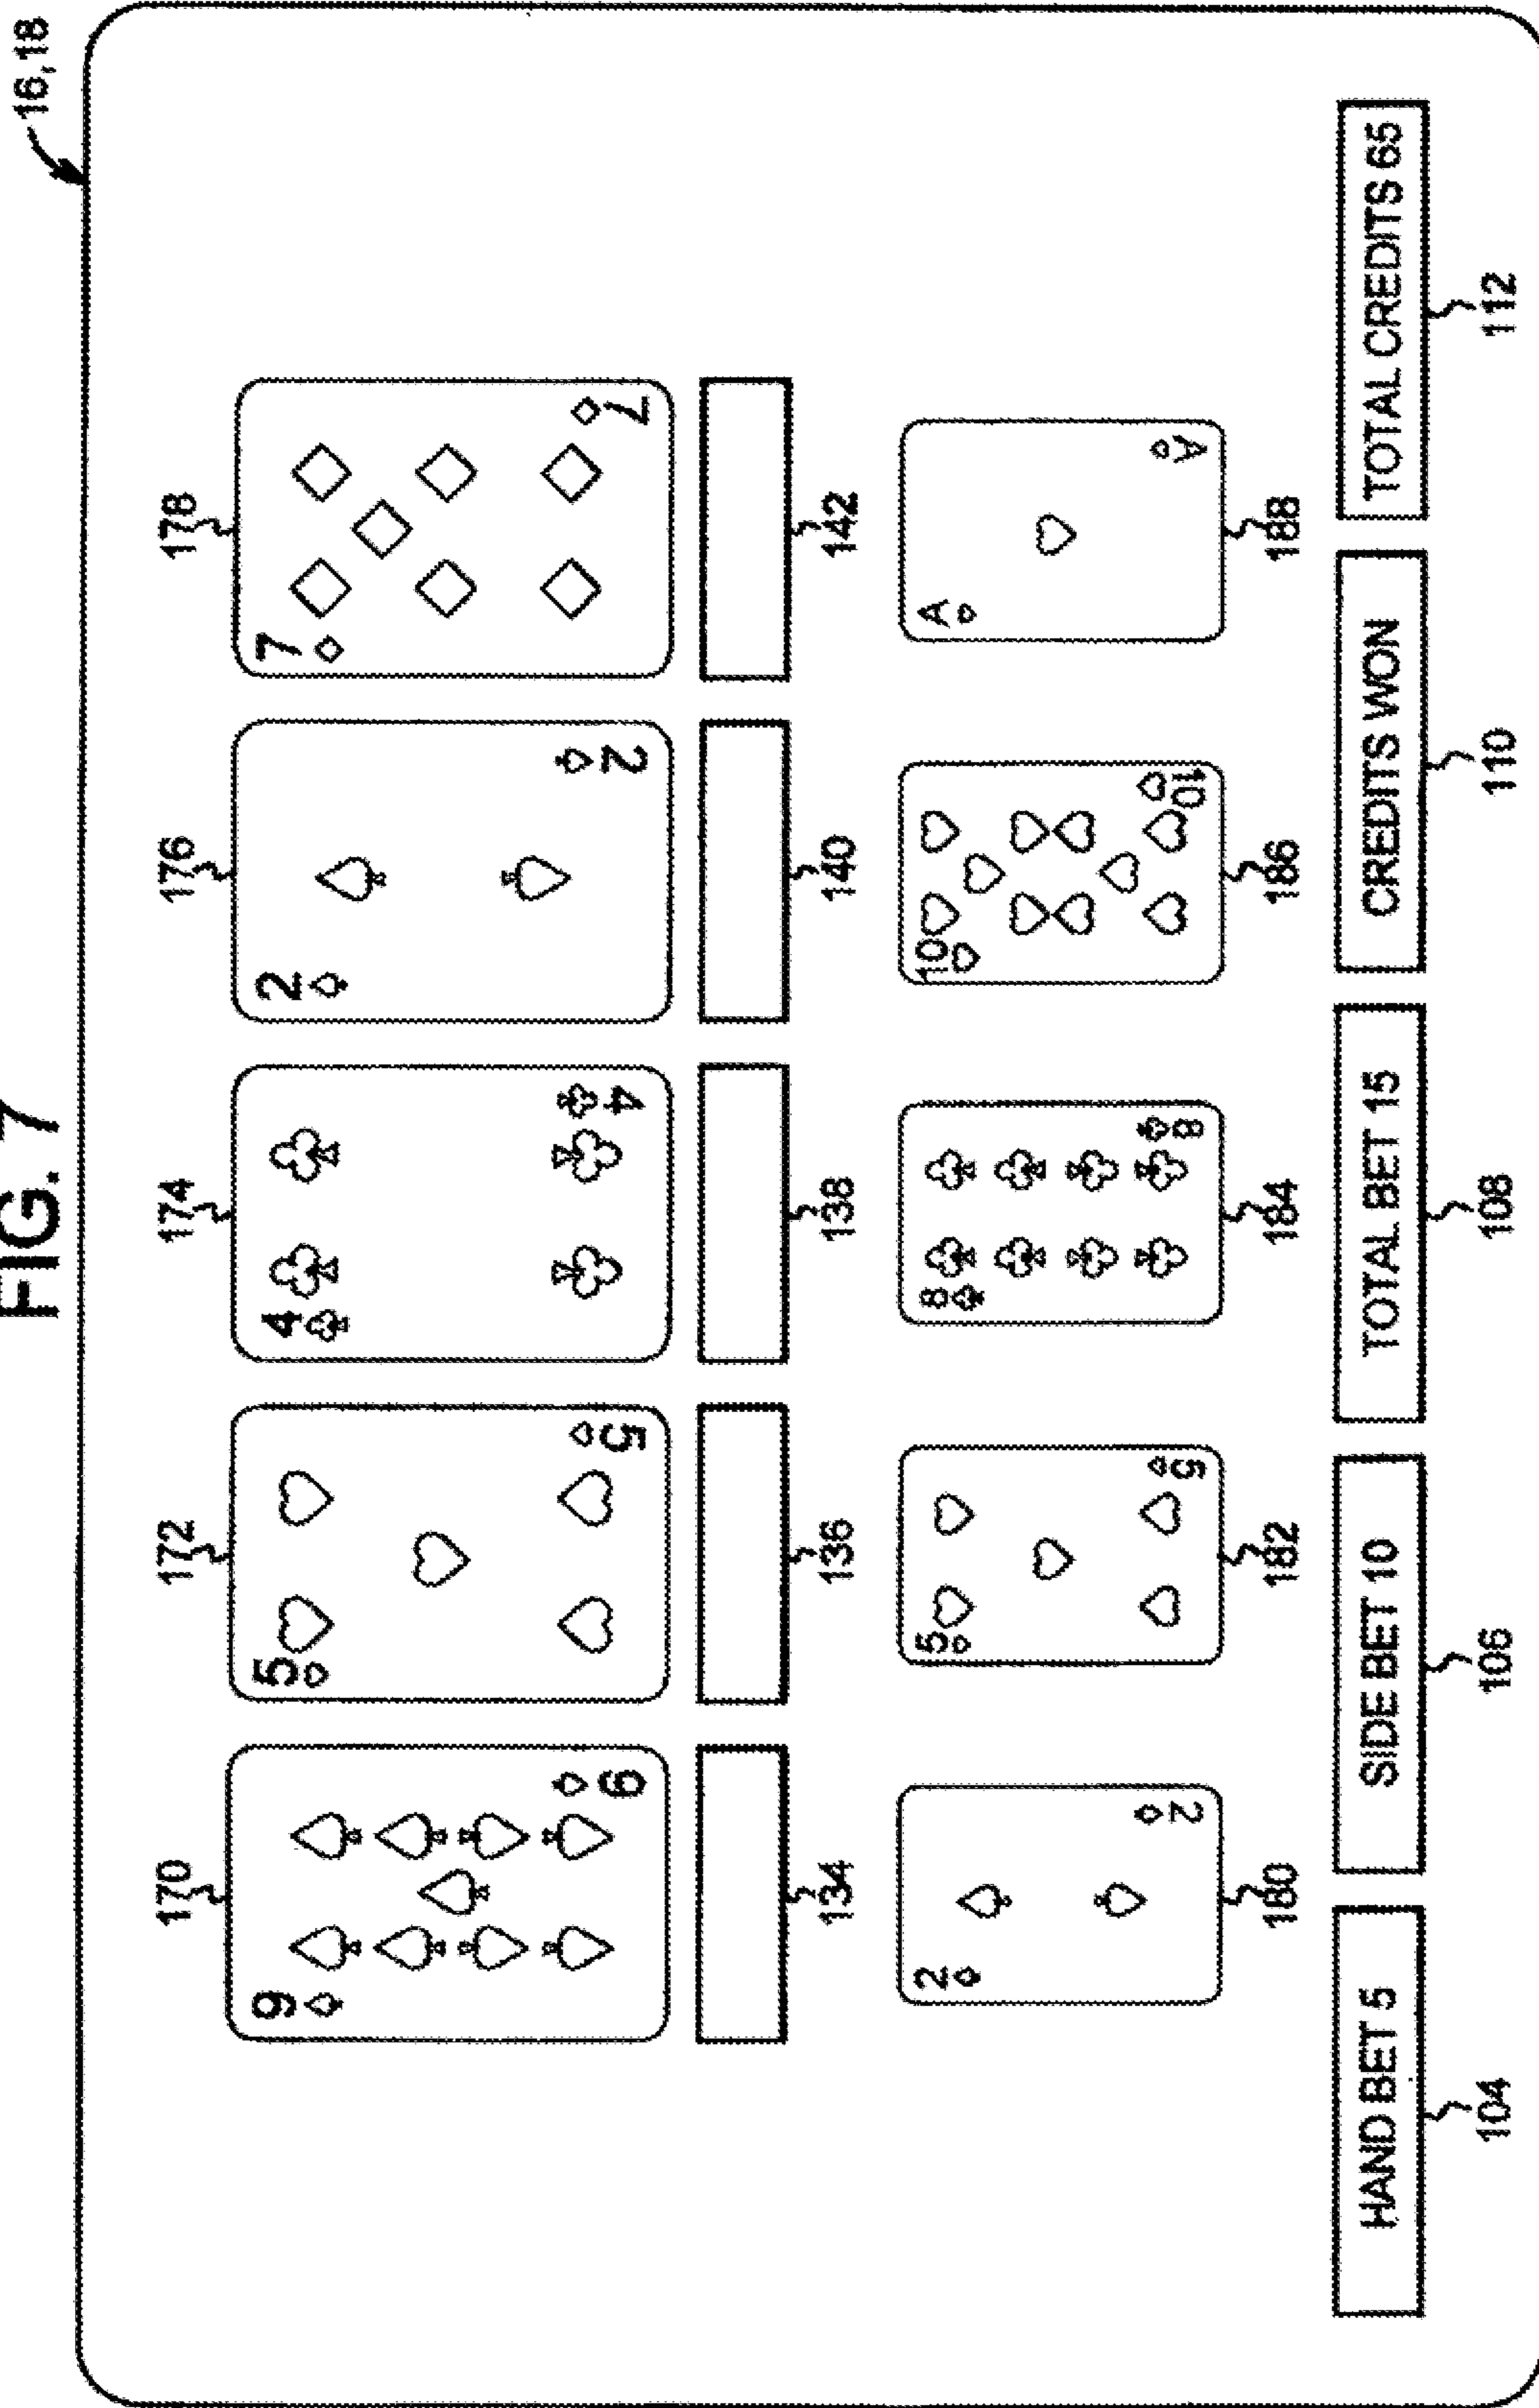 FIG. 7
16,18
170 172 174 176 178
9 5 4 2 7
9 5 4 2 7
134 136 138 140 142
2 5 8 10 A
2 5 8 10 A
180 182 184 186 188
HAND BET 5 SIDE BET 10 TOTAL BET 15 CREDITS WON TOTAL CREDITS 65
104 106 108 110 112